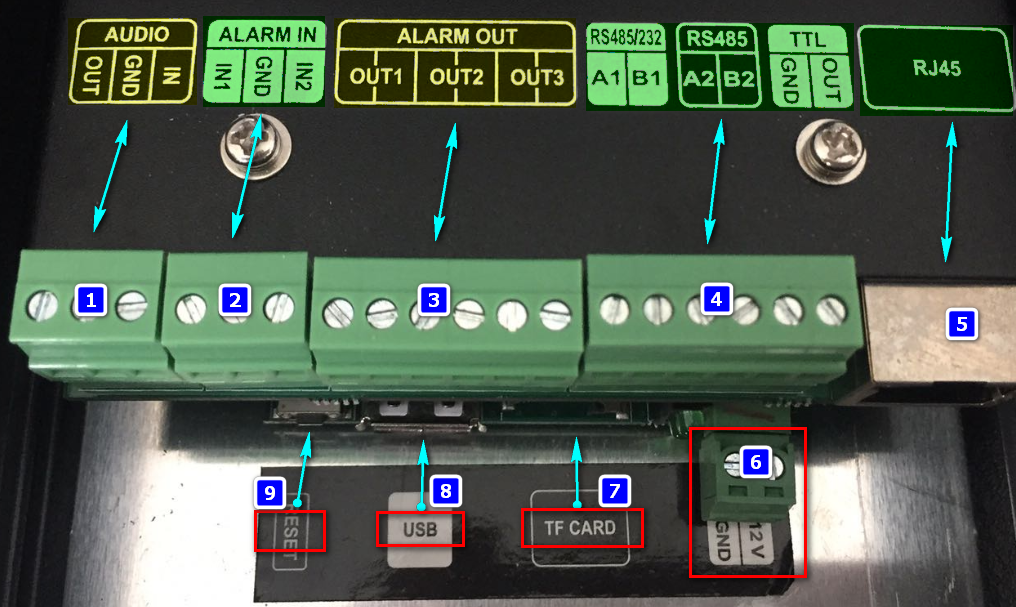 AUDIO
OUT GND IN
ALARM IN
IN1 GND IN2
ALARM OUT
OUT1 OUT2 OUT3
RS485/232
A1 B1
RS485
A2 B2
TTL
GND OUT
RJ45
1
2
3
4
5
6
7
8
9
RESET
USB
TF CARD
GND 12V